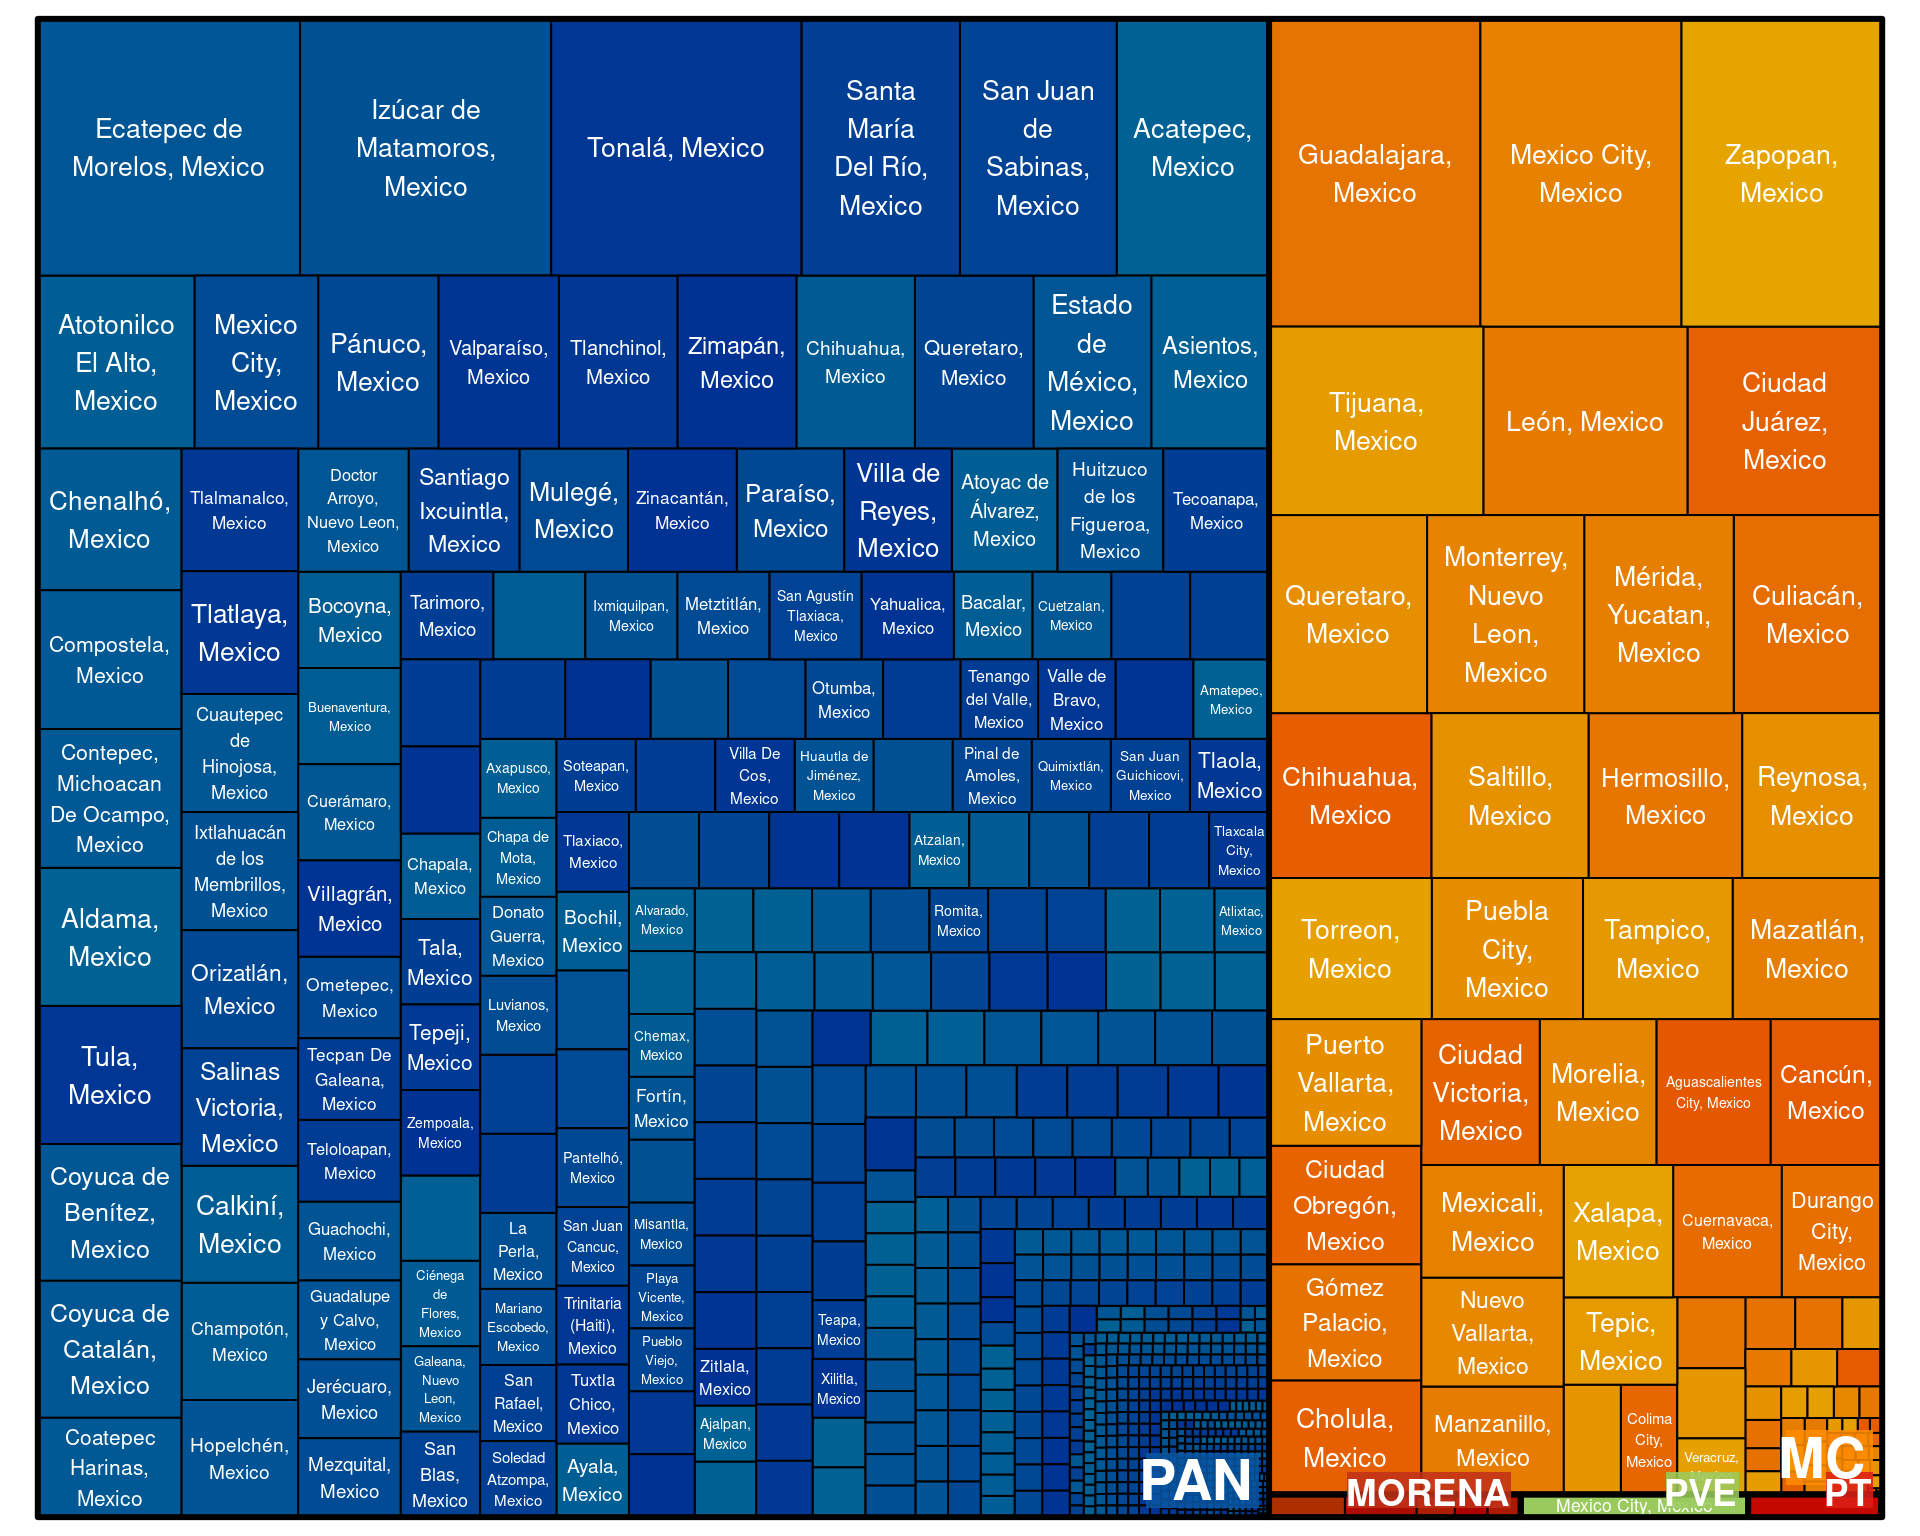 Ecatepec de
Morelos, Mexico
Izúcar de
Matamoros,
Mexico
Tonalá, Mexico
Santa
María
Del Río,
Mexico
San Juan
de
Sabinas,
Mexico
Acatepec,
Mexico
Atotonilco
El Alto,
Mexico
Mexico
City,
Mexico
Pánuco,
Mexico
Valparaíso,
Mexico
Tlanchinol,
Mexico
Zimapán,
Mexico
Chihuahua,
Mexico
Queretaro,
Mexico
Estado
de
México,
Mexico
Asientos,
Mexico
Chenalhó,
Mexico
Compostela,
Mexico
Contepec,
Michoacan
De Ocampo,
Mexico
Aldama,
Mexico
Tula,
Mexico
Coyuca de
Benítez,
Mexico
Coyuca de
Catalán,
Mexico
Coatepec
Harinas,
Mexico
Tlalmanalco,
Mexico
Tlatlaya,
Mexico
Cuautepec
de
Hinojosa,
Mexico
Ixtlahuacán
de los
Membrillos,
Mexico
Orizatlán,
Mexico
Salinas
Victoria,
Mexico
Calkiní,
Mexico
Champotón,
Mexico
Hopelchén,
Mexico
Doctor
Arroyo,
Nuevo Leon,
Mexico
Santiago
Ixcuintla,
Mexico
Mulegé,
Mexico
Zinacantán,
Mexico
Paraíso,
Mexico
Villa de
Reyes,
Mexico
Atoyac de
Álvarez,
Mexico
Huitzuco
de los
Figueroa,
Mexico
Tecoanapa,
Mexico
Bocoyna,
Mexico
Buenaventura,
Mexico
Cuerámaro,
Mexico
Villagrán,
Mexico
Ometepec,
Mexico
Tecpan De
Galeana,
Mexico
Teloloapan,
Mexico
Guachochi,
Mexico
Guadalupe
y Calvo,
Mexico
Jerécuaro,
Mexico
Mezquital,
Mexico
Tarimoro,
Mexico
Ixmiquilpan,
Mexico
Metztitlán,
Mexico
San Agustín
Tlaxiaca,
Mexico
Yahualica,
Mexico
Bacalar,
Mexico
Cuetzalan,
Mexico
Chapala,
Mexico
Tala,
Mexico
Tepeji,
Mexico
Zempoala,
Mexico
Ciénega
de
Flores,
Mexico
Galeana,
Nuevo
Leon,
Mexico
San
Blas,
Mexico
Otumba,
Mexico
Tenango
del Valle,
Mexico
Valle de
Bravo,
Mexico
Amatepec,
Mexico
Axapusco,
Mexico
Chapa de
Mota,
Mexico
Donato
Guerra,
Mexico
Luvianos,
Mexico
La
Perla,
Mexico
Mariano
Escobedo,
Mexico
San
Rafael,
Mexico
Soledad
Atzompa,
Mexico
Soteapan,
Mexico
Villa De
Cos,
Mexico
Huautla de
Jiménez,
Mexico
Pinal de
Amoles,
Mexico
Quimixtlán,
Mexico
San Juan
Guichicovi,
Mexico
Tlaola,
Mexico
Tlaxiaco,
Mexico
Bochil,
Mexico
Pantelhó,
Mexico
San Juan
Cancuc,
Mexico
Trinitaria
(Haiti),
Mexico
Tuxtla
Chico,
Mexico
Ayala,
Mexico
Atzalan,
Mexico
Tlaxcala
City,
Mexico
Alvarado,
Mexico
Chemax,
Mexico
Fortín,
Mexico
Misantla,
Mexico
Playa
Vicente,
Mexico
Pueblo
Viejo,
Mexico
Romita,
Mexico
Atlixtac,
Mexico
Zitlala,
Mexico
Ajalpan,
Mexico
Teapa,
Mexico
Xilitla,
Mexico
PAN
Guadalajara,
Mexico
Mexico City,
Mexico
Zapopan,
Mexico
Tijuana,
Mexico
León, Mexico
Ciudad
Juárez,
Mexico
Queretaro,
Mexico
Monterrey,
Nuevo
Leon,
Mexico
Mérida,
Yucatan,
Mexico
Culiacán,
Mexico
Chihuahua,
Mexico
Saltillo,
Mexico
Hermosillo,
Mexico
Reynosa,
Mexico
Torreon,
Mexico
Puebla
City,
Mexico
Tampico,
Mexico
Mazatlán,
Mexico
Puerto
Vallarta,
Mexico
Ciudad
Obregón,
Mexico
Gómez
Palacio,
Mexico
Cholula,
Mexico
Ciudad
Victoria,
Mexico
Morelia,
Mexico
Aguascalientes
City, Mexico
Cancún,
Mexico
Mexicali,
Mexico
Nuevo
Vallarta,
Mexico
Manzanillo,
Mexico
Xalapa,
Mexico
Cuernavaca,
Mexico
Durango
City,
Mexico
Tepic,
Mexico
Colima
City,
Mexico
Veracruz,
MC
MORENA
Mexico City, Mexico
PVE
PT